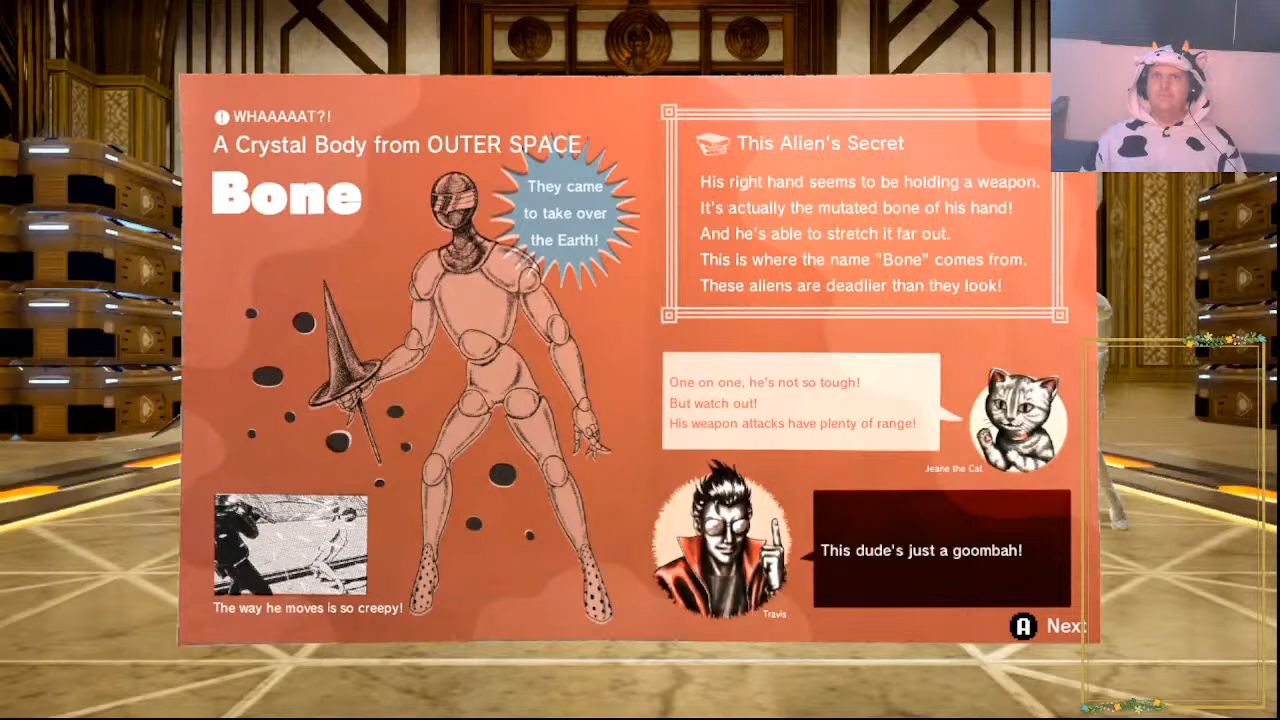 WHAAAAAT?!
A Crystal Body from OUTER SPACE
Bone
They came
to take over
the Earth!
The way he moves is so creepy!
This Alien's Secret
His right hand seems to be holding a weapon.
It's actually the mutated bone of his hand!
And he's able to stretch it far out.
This is where the name "Bone" comes from.
These aliens are deadlier than they look!
One on one, he's not so tough!
But watch out!
His weapon attacks have plenty of range!
Jeane the Cat
This dude's just a goombah!
Travis
A Next